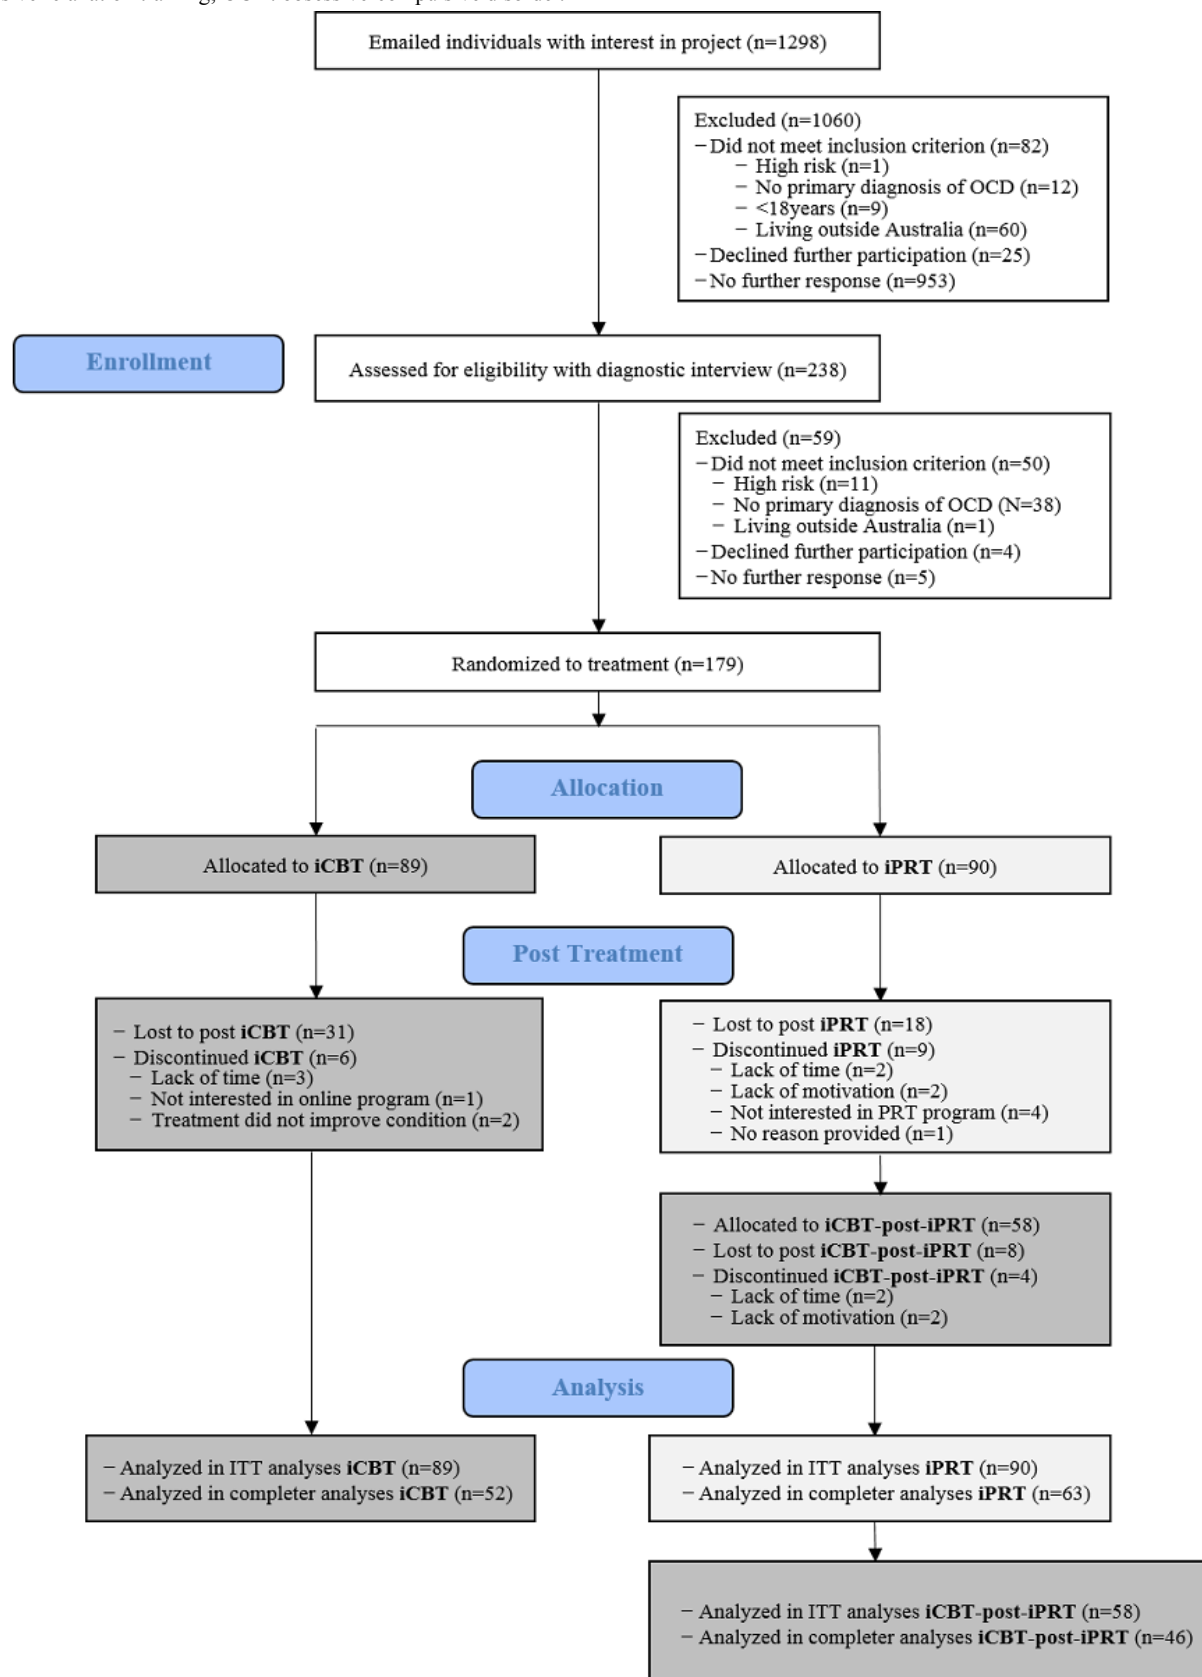 Emailed individuals with interest in project (n=1298)
Excluded (n=1060)
−Did not meet inclusion criterion (n=82)
− High risk (n=1)
− No primary diagnosis of OCD (n=12)
− <18years (n=9)
− Living outside Australia (n=60)
−Declined further participation (n=25)
−No further response (n=953)
Enrollment
Assessed for eligibility with diagnostic interview (n=238)
Excluded (n=59)
−Did not meet inclusion criterion (n=50)
− High risk (n=11)
− No primary diagnosis of OCD (N=38)
− Living outside Australia (n=1)
−Declined further participation (n=4)
−No further response (n=5)
Randomized to treatment (n=179)
Allocation
Allocated to iCBT (n=89)
Allocated to iPRT (n=90)
Post Treatment
− Lost to post iCBT (n=31)
− Discontinued iCBT (n=6)
− Lack of time (n=3)
− Not interested in online program (n=1)
− Treatment did not improve condition (n=2)
− Lost to post iPRT (n=18)
− Discontinued iPRT (n=9)
− Lack of time (n=2)
− Lack of motivation (n=2)
− Not interested in PRT program (n=4)
− No reason provided (n=1)
− Allocated to iCBT-post-iPRT (n=58)
− Lost to post iCBT-post-iPRT (n=8)
− Discontinued iCBT-post-iPRT (n=4)
− Lack of time (n=2)
− Lack of motivation (n=2)
Analysis
−Analyzed in ITT analyses iCBT (n=89)
−Analyzed in completer analyses iCBT (n=52)
−Analyzed in ITT analyses iPRT (n=90)
−Analyzed in completer analyses iPRT (n=63)
−Analyzed in ITT analyses iCBT-post-iPRT (n=58)
−Analyzed in completer analyses iCBT-post-iPRT (n=46)